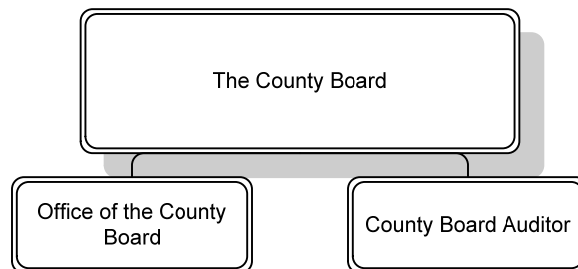 The County Board
Office of the County
Board
County Board Auditor